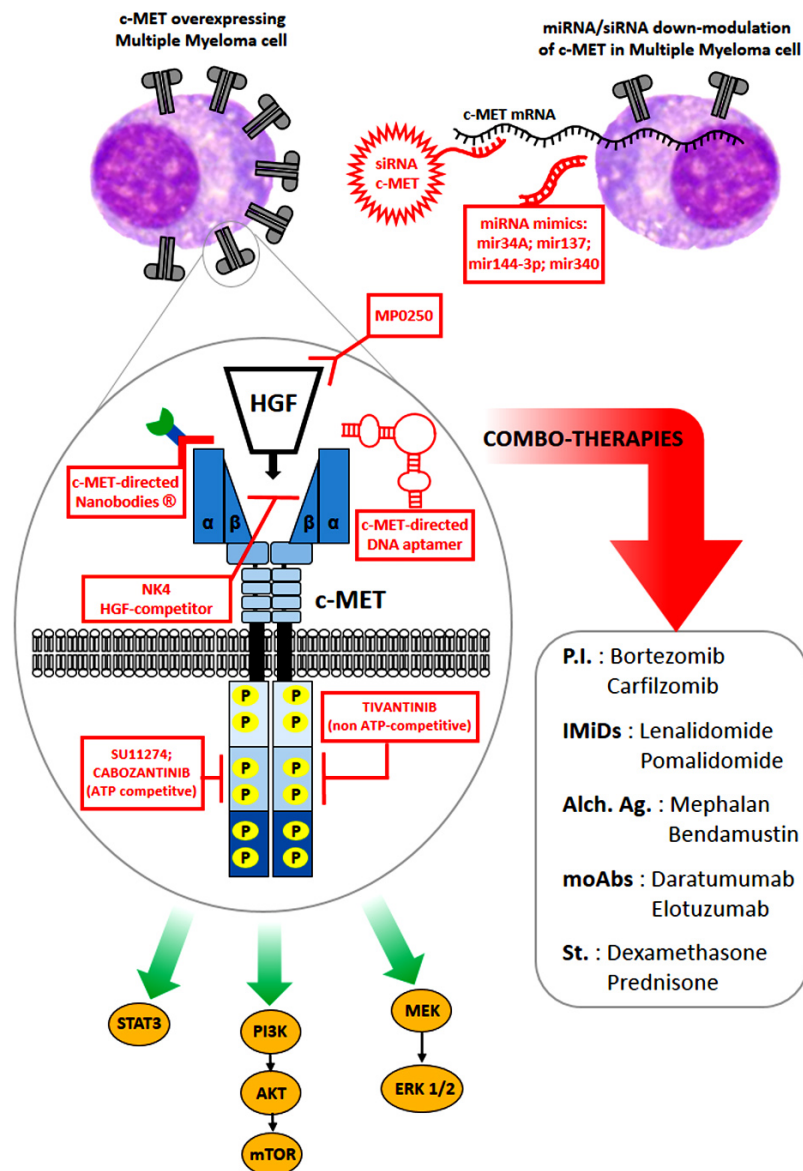 c-MET overexpressing
Multiple Myeloma cell
miRNA/siRNA down-modulation
of c-MET in Multiple Myeloma cell
c-MET mRNA
siRNA
c-MET
miRNA mimics:
mir34A; mir137;
mir144-3p; mir340
MP0250
HGF
COMBO-THERAPIES
c-MET-directed
Nanobodies ®
α β β α
c-MET-directed
DNA aptamer
NK4
HGF-competitor
c-MET
P P
P P
TIVANTINIB
(non ATP-competitive)
SU11274;
CABOZANTINIB
(ATP competitve)
P P
P P
P P
P P
P.I. : Bortezomib
Carfilzomib
IMiDs : Lenalidomide
Pomalidomide
Alch. Ag. : Mephalan
Bendamustin
moAbs : Daratumumab
Elotuzumab
St. : Dexamethasone
Prednisone
STAT3
PI3K
AKT
mTOR
MEK
ERK 1/2